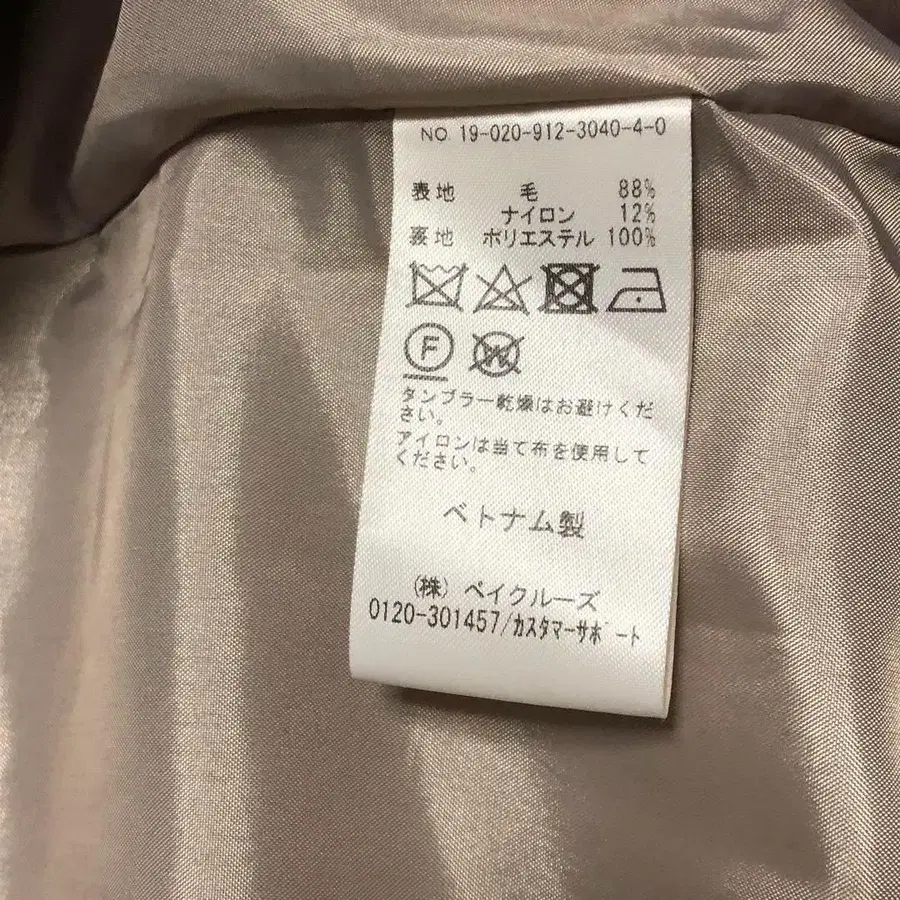 NO. 19-020-912-3040-4-0
表地 毛 88%
ナイロン 12%
裏地 ポリエステル 100%
F W
タンブラー乾燥はお避けくだ
さい。
アイロンは当て布を使用して
ください。
ベトナム製
(株) ベイクルーズ
0120-301457/カスタマーサポート